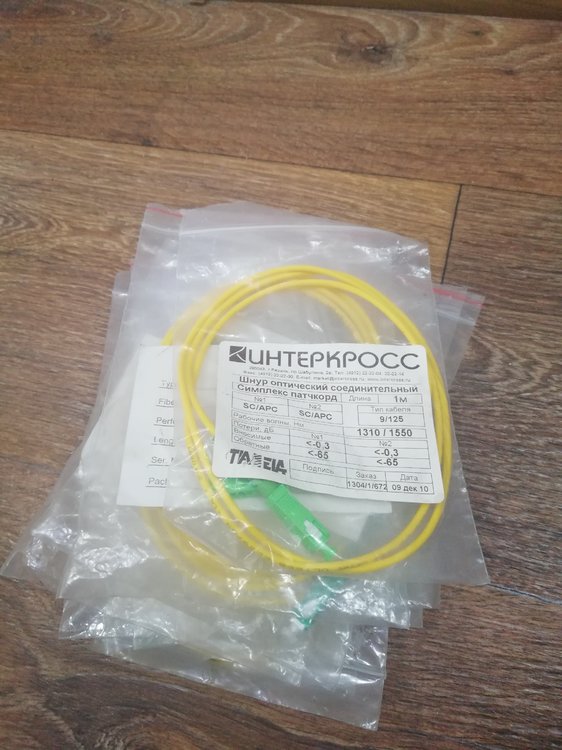 ИНТЕРКРОСС
Шнур оптический соединительный
Симплекс патчкорд Длина 1м
№1 №2 Тип кабеля
SC/APC SC/APC 9/125
Рабочие волны, Нм 1310 / 1550
Потери, дБ №1 №2
Вносимые <-0,3 <-0,3
Обратные <-65 <-65
TIA EIA Подпись Заказ Дата
1304/1/672 09 дек 10
Fibe
Perfo
Leng
Ser. N
Pact